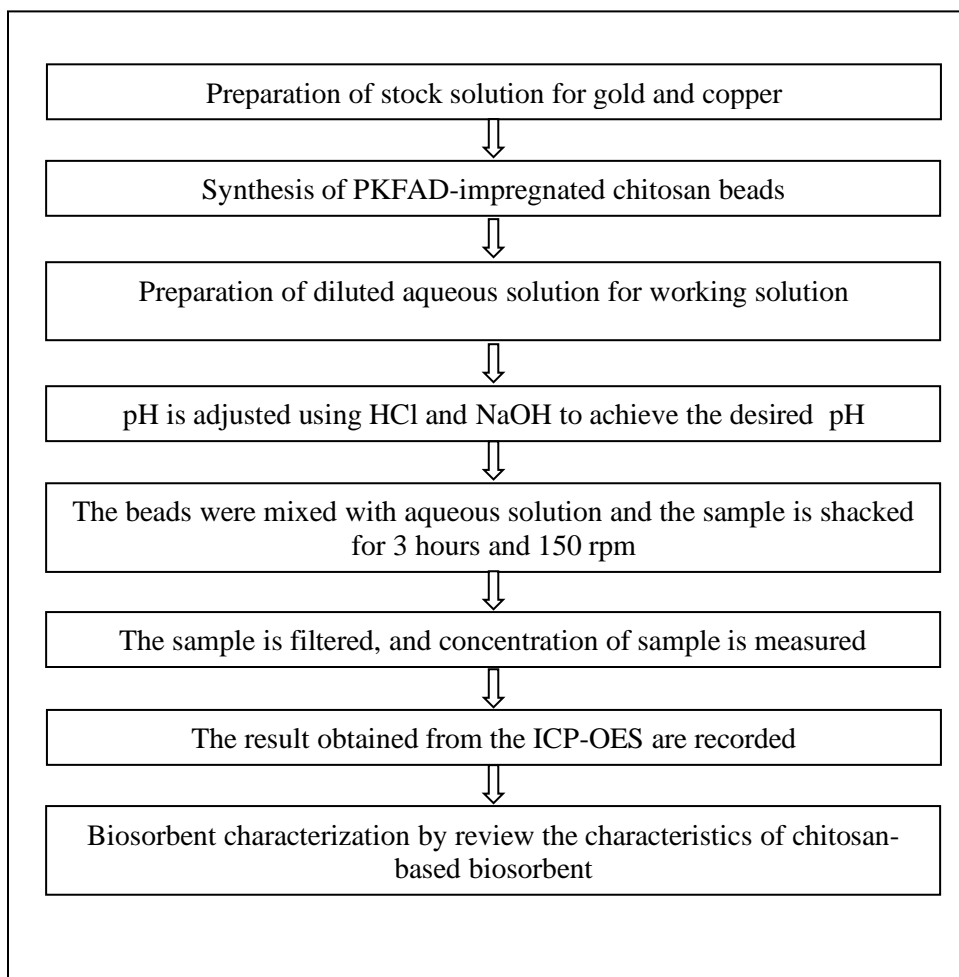 Preparation of stock solution for gold and copper
Synthesis of PKFAD-impregnated chitosan beads
Preparation of diluted aqueous solution for working solution
pH is adjusted using HCl and NaOH to achieve the desired  pH
The beads were mixed with aqueous solution and the sample is shacked
for 3 hours and 150 rpm
The sample is filtered, and concentration of sample is measured
The result obtained from the ICP-OES are recorded
Biosorbent characterization by review the characteristics of chitosan-
based biosorbent